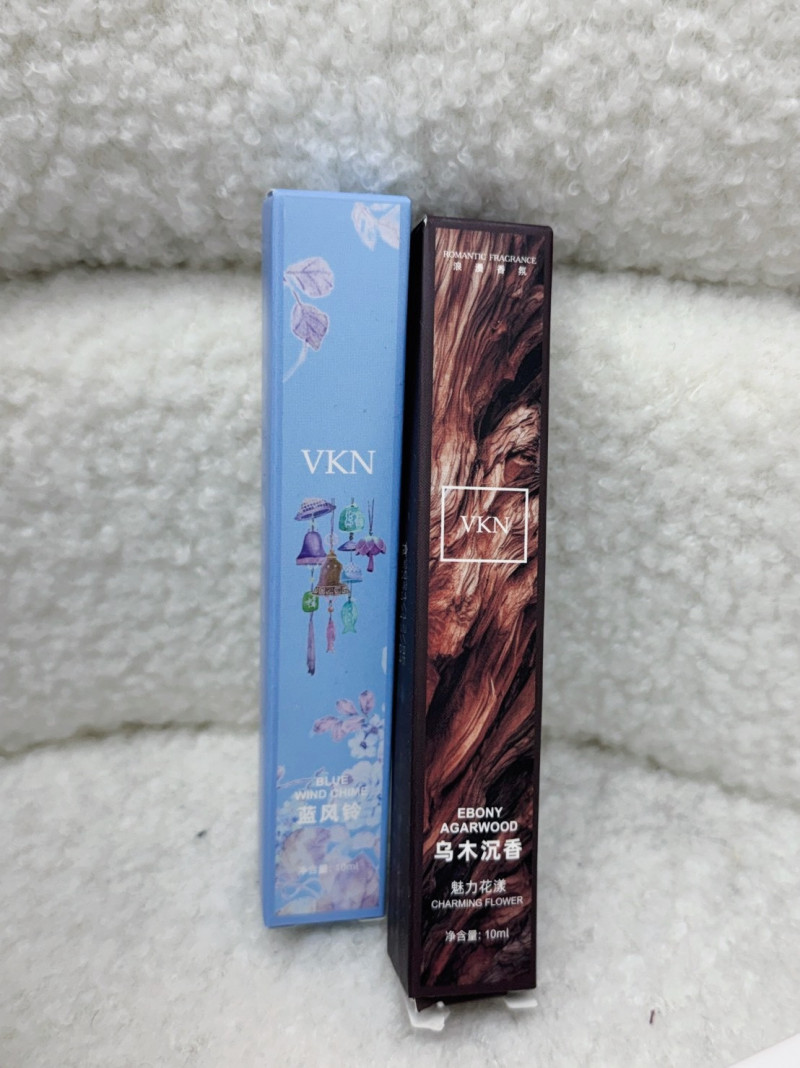 VKN
BLUE
WIND CHIME
蓝风铃
净含量: 10ml
ROMANTIC FRAGRANCE
浪漫香氛
VKN
EBONY
AGARWOOD
乌木沉香
魅力花漾
CHARMING FLOWER
净含量: 10ml